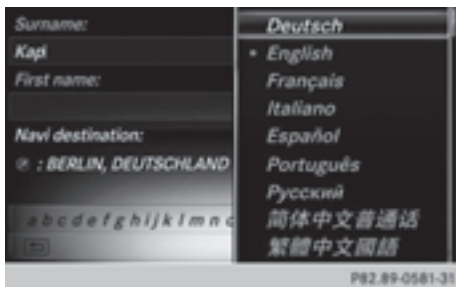 Surname:
Kapl
First name:
Navi destination:
: BERLIN, DEUTSCHLAND
a b c d e f g h i j k l m n o
Deutsch
• English
Français
Italiano
Español
Português
Русский
简体中文普通话
繁體中文國語
P82.89-0581-31